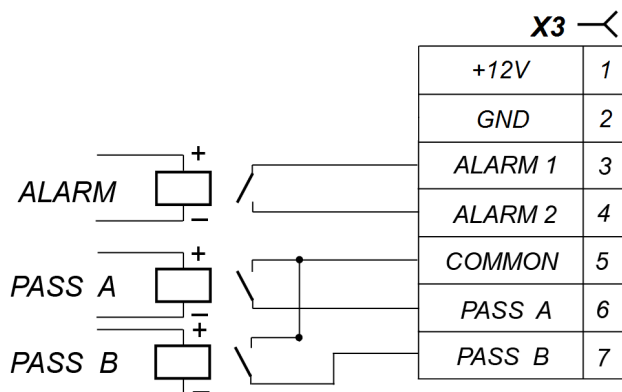 X3
+12V 1
GND 2
+
ALARM 1 3
ALARM
−
ALARM 2 4
+
COMMON 5
PASS A
−
PASS A 6
+
PASS B
−
PASS B 7